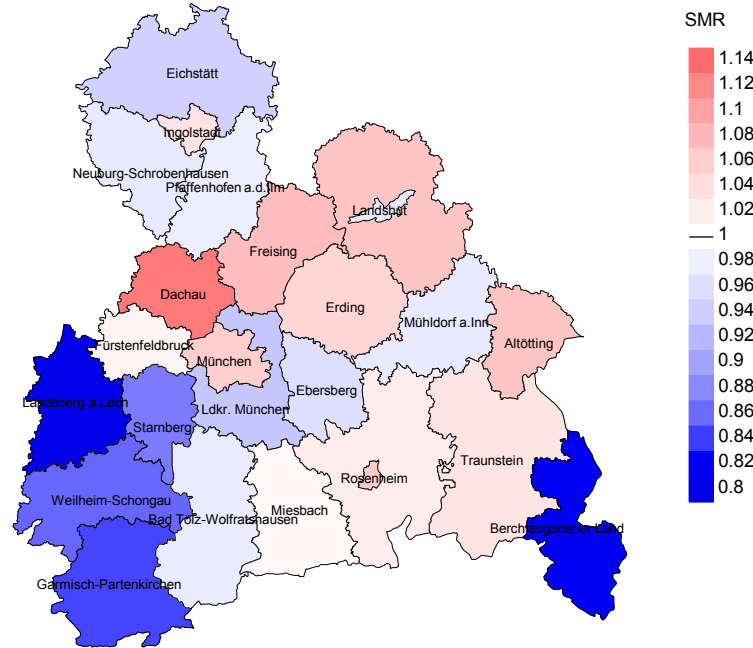 SMR
1.14
1.12
1.1
1.08
1.06
1.04
1.02
1
0.98
0.96
0.94
0.92
0.9
0.88
0.86
0.84
0.82
0.8
Eichstätt
Ingolstadt
Neuburg-Schrobenhausen
Pfaffenhofen a.d.Ilm
Landshut
Freising
Dachau
Erding
Mühldorf a.Inn
Altötting
Fürstenfeldbruck
München
Ebersberg
Landsberg a.Lech
Ldkr. München
Starnberg
Traunstein
Rosenheim
Weilheim-Schongau
Miesbach
Bad Tölz-Wolfratshausen
Berchtesgadener Land
Garmisch-Partenkirchen